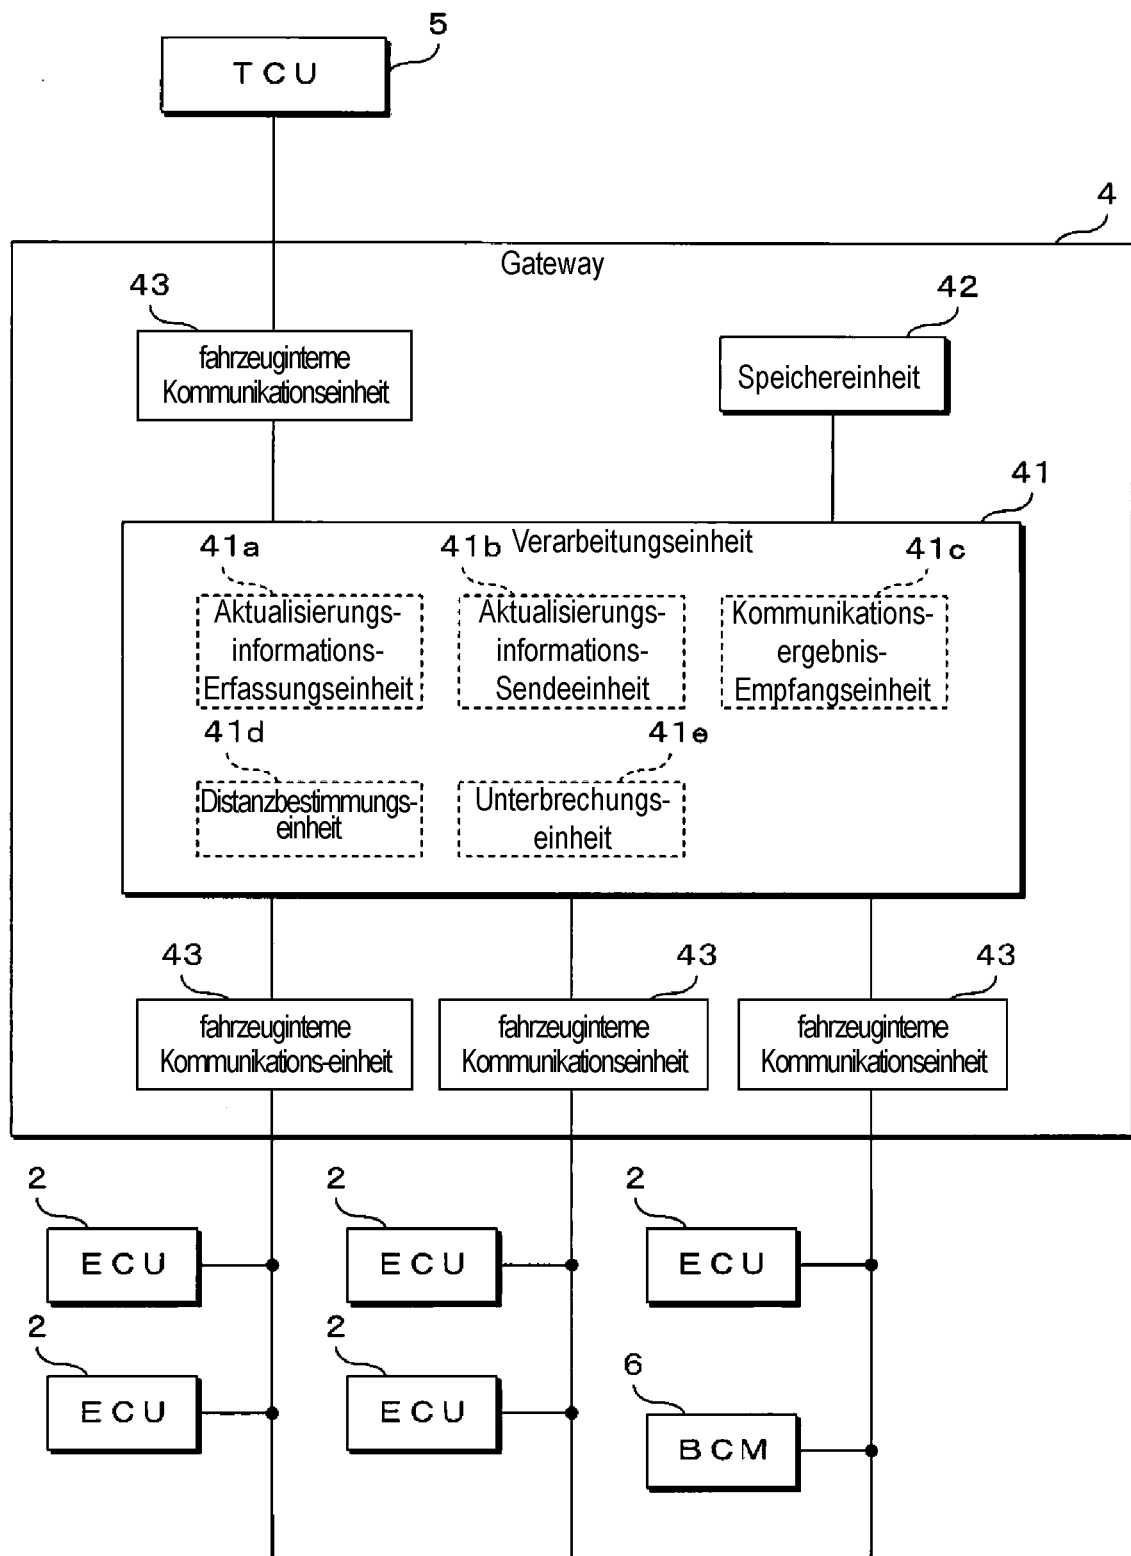 5
TCU
4
Gateway
43
fahrzeuginterne
Kommunikationseinheit
42
Speichereinheit
41
Verarbeitungseinheit
41a
Aktualisierungs-
informations-
Erfassungseinheit
41b
Aktualisierungs-
informations-
Sendeeinheit
41c
Kommunikations-
ergebnis-
Empfangseinheit
41d
Distanzbestimmungs-
einheit
41e
Unterbrechungs-
einheit
43
fahrzeuginterne
Kommunikations-einheit
43
fahrzeuginterne
Kommunikationseinheit
43
fahrzeuginterne
Kommunikationseinheit
2
ECU
2
ECU
2
ECU
2
ECU
2
ECU
6
BCM